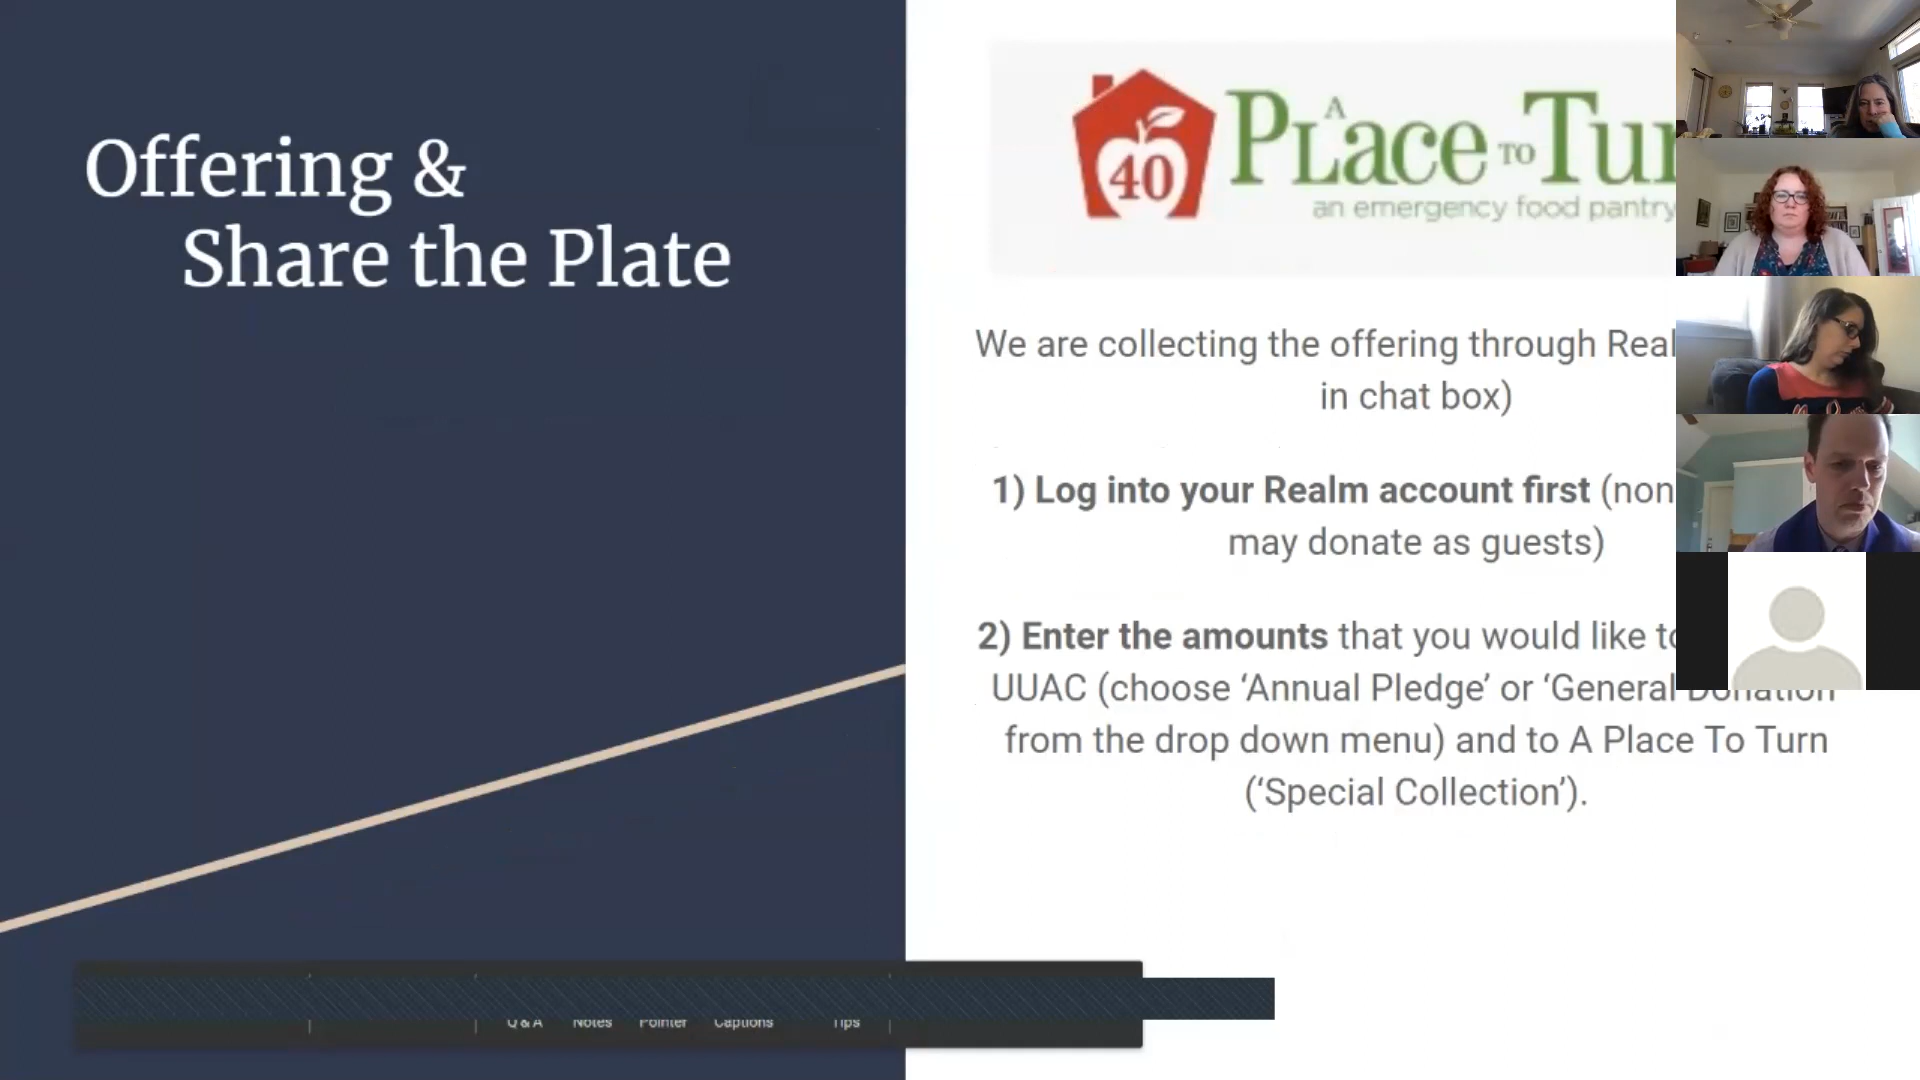 Offering &
Share the Plate
40
A PLace TO Tur
an emergency food pantry
We are collecting the offering through Real
in chat box)
1) Log into your Realm account first (non
may donate as guests)
2) Enter the amounts that you would like to
UUAC (choose ‘Annual Pledge’ or ‘General Donation
from the drop down menu) and to A Place To Turn
(‘Special Collection’).
Q & A Notes Pointer Captions Tips